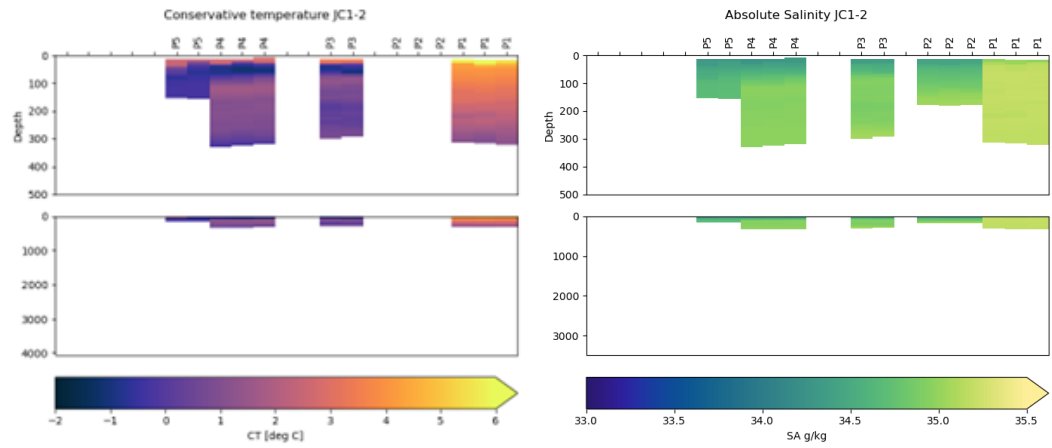 Conservative temperature JC1-2
P5 P5 P4 P4 P4 P3 P3 P2 P2 P2 P1 P1 P1
0
100
200
300
400
500
Depth
0
1000
2000
3000
4000
−2 −1 0 1 2 3 4 5 6
CT [deg C]
Absolute Salinity JC1-2
P5 P5 P4 P4 P4 P3 P3 P2 P2 P2 P1 P1 P1
0
100
200
300
400
500
Depth
0
1000
2000
3000
33.0 33.5 34.0 34.5 35.0 35.5
SA g/kg